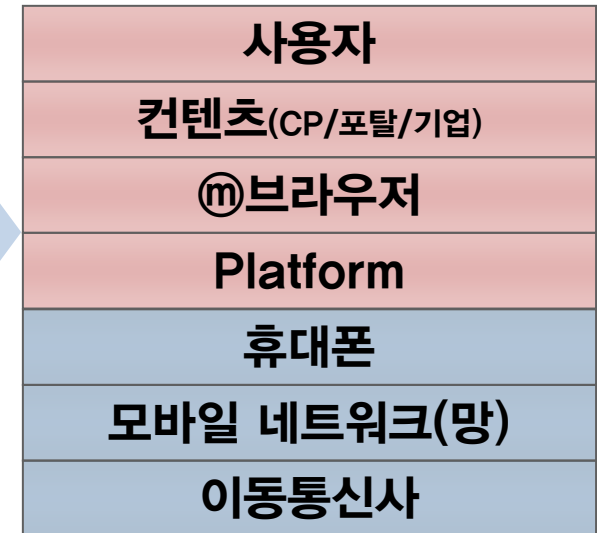 사용자
컨텐츠(CP/포탈/기업)
ⓜ브라우저
Platform
휴대폰
모바일 네트워크(망)
이동통신사